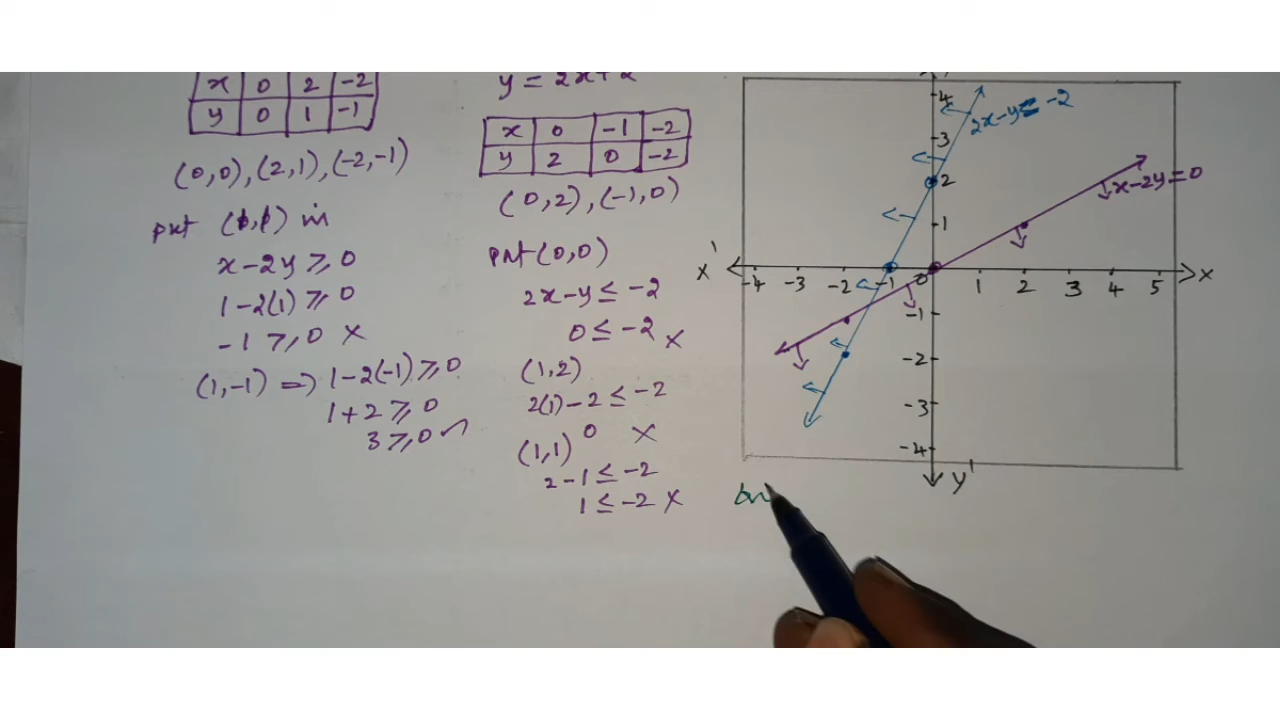 x 0 2 -2
y 0 1 -1
(0,0),(2,1),(-2,-1)
put (1,1) in
x-2y ≥ 0
1-2(1) ≥ 0
-1 ≥ 0 ×
(1,-1) => 1-2(-1) ≥ 0
1+2 ≥ 0
3 ≥ 0 ✓
y = 2x+2
x 0 -1 -2
y 2 0 -2
(0,2),(-1,0)
put (0,0)
2x-y ≤ -2
0 ≤ -2 ×
(1,2)
2(1)-2 ≤ -2
0 ×
(1,1)
2-1 ≤ -2
1 ≤ -2 ×
4
2x-y = -2
3
2
x-2y=0
1
X' -4 -3 -2 -1 0 1 2 3 4 5 X
-1
-2
-3
-4
Y'